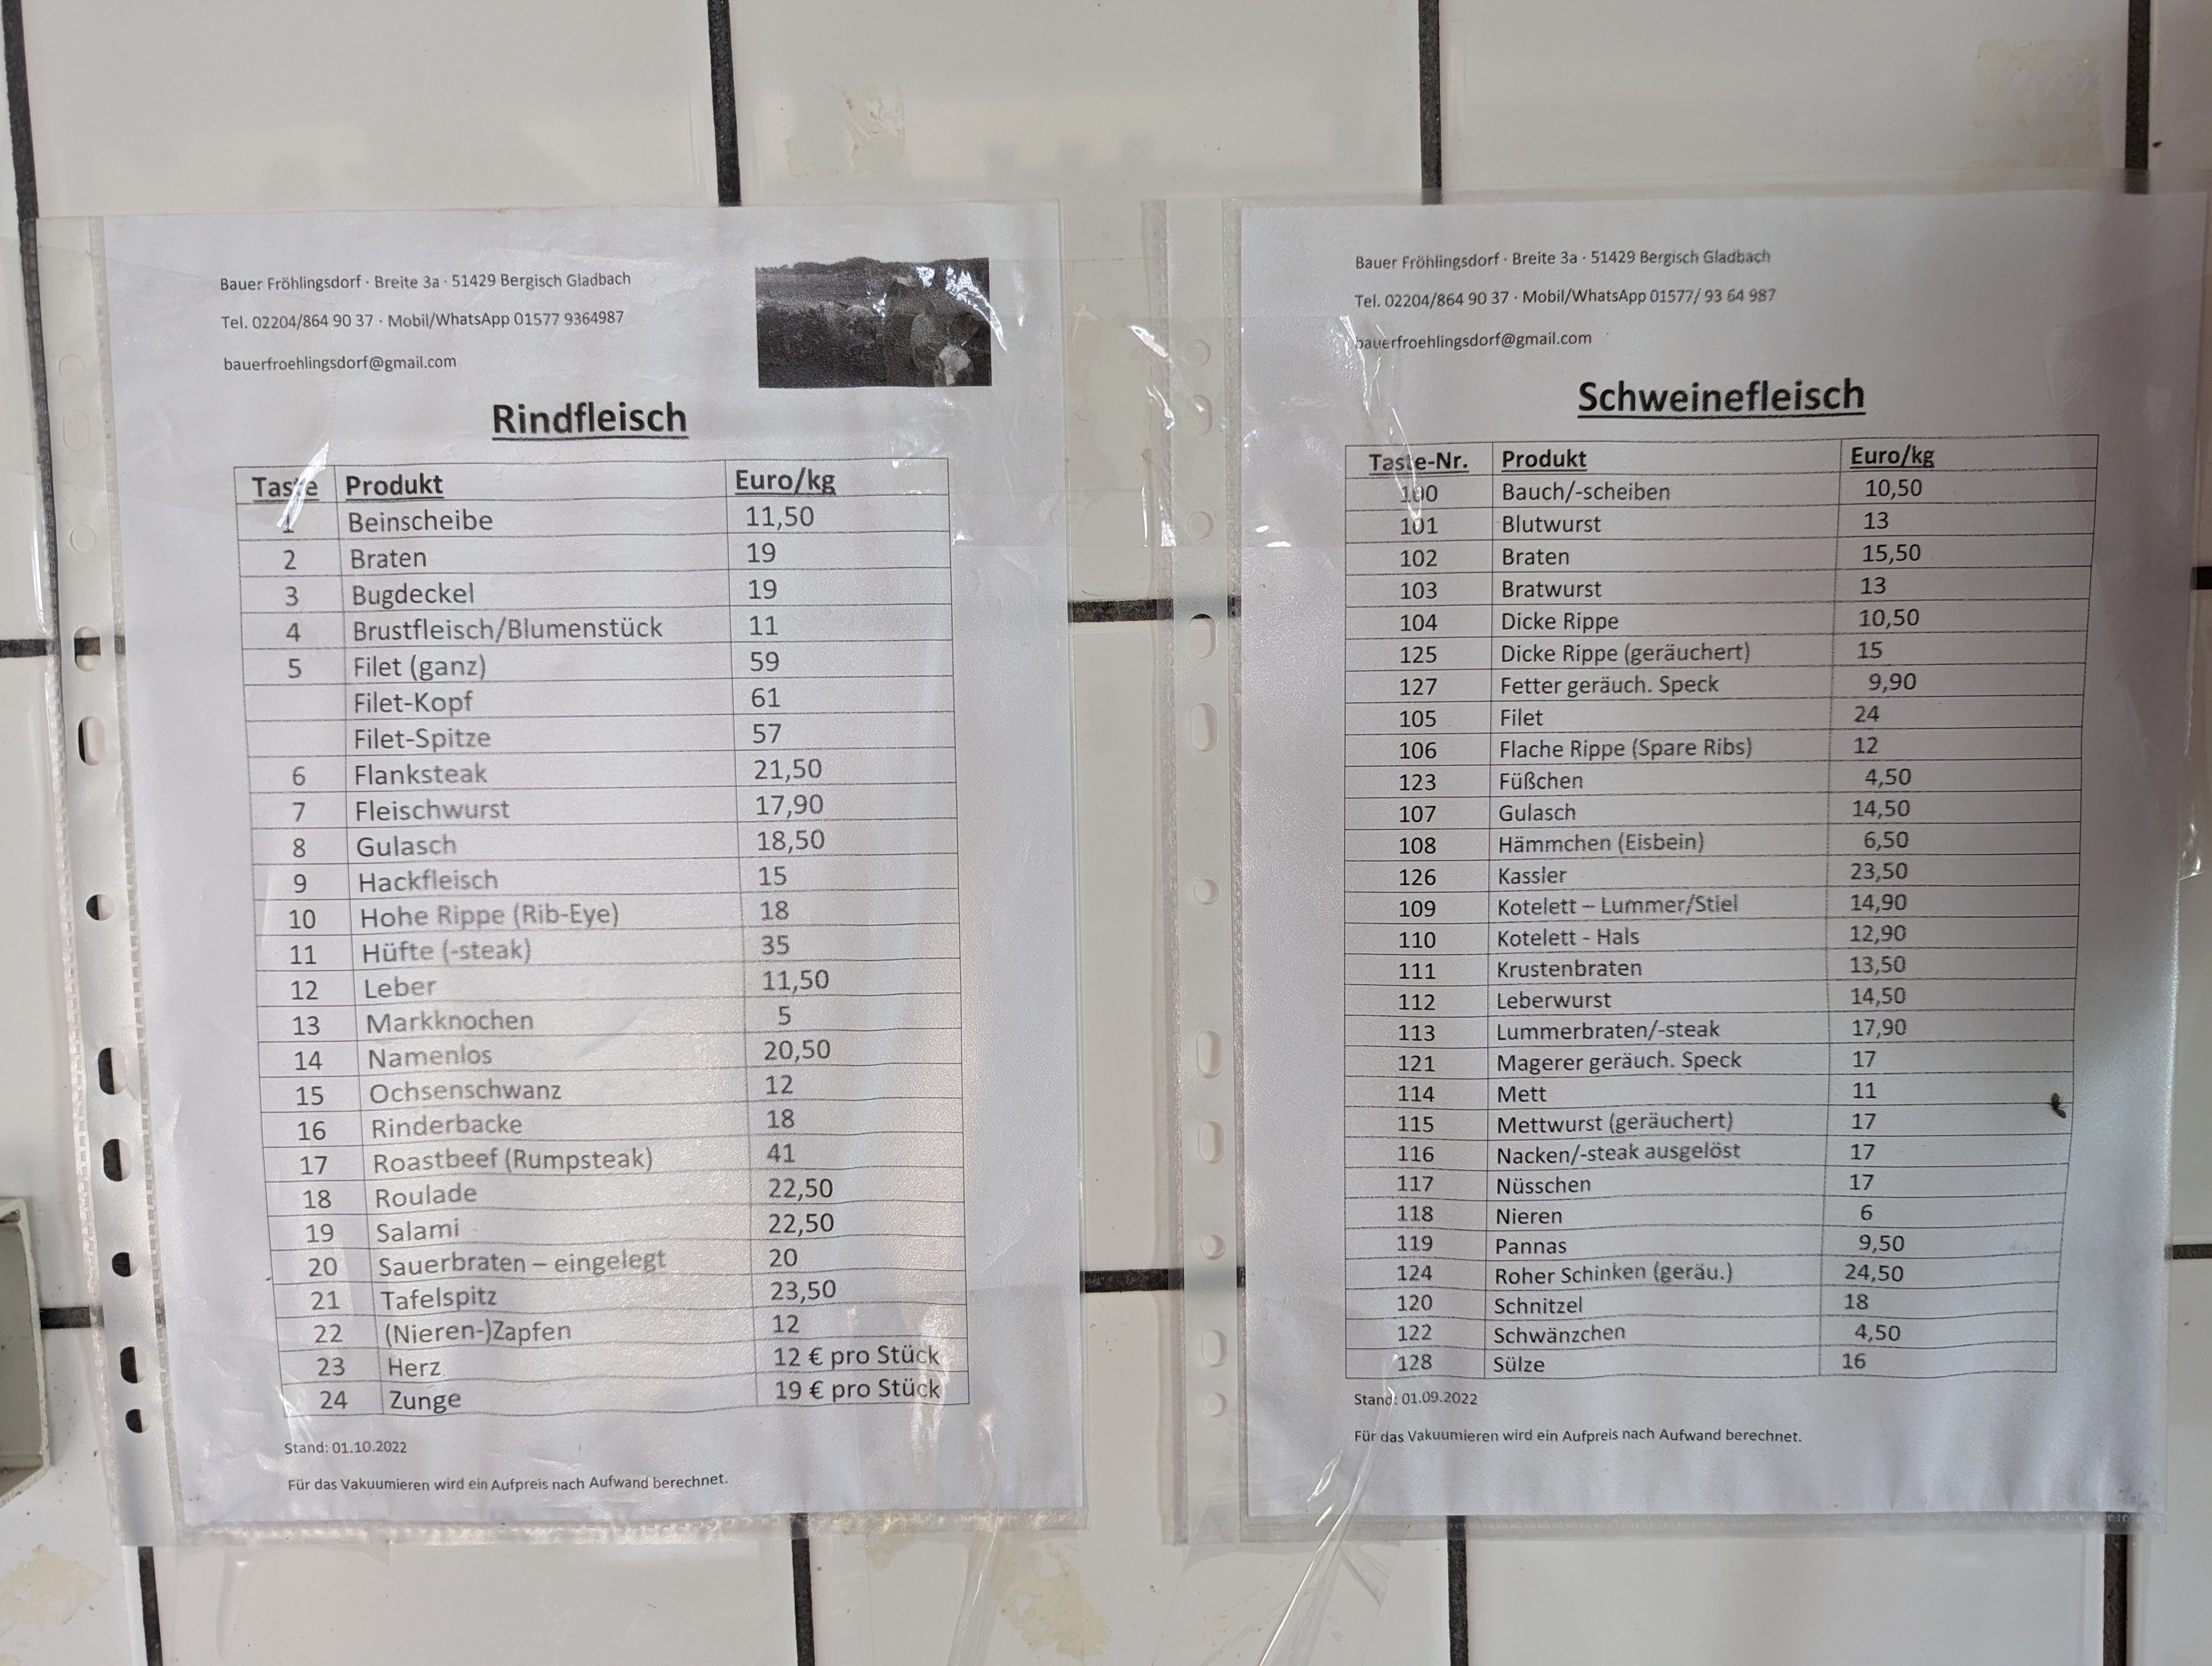 Bauer Fröhlingsdorf · Breite 3a · 51429 Bergisch Gladbach
Tel. 02204/864 90 37 · Mobil/WhatsApp 01577 9364987
bauerfroehlingsdorf@gmail.com
Rindfleisch
Taste Produkt Euro/kg
1 Beinscheibe 11,50
2 Braten 19
3 Bugdeckel 19
4 Brustfleisch/Blumenstück 11
5 Filet (ganz) 59
Filet-Kopf 61
Filet-Spitze 57
6 Flanksteak 21,50
7 Fleischwurst 17,90
8 Gulasch 18,50
9 Hackfleisch 15
10 Hohe Rippe (Rib-Eye) 18
11 Hüfte (-steak) 35
12 Leber 11,50
13 Markknochen 5
14 Namenlos 20,50
15 Ochsenschwanz 12
16 Rinderbacke 18
17 Roastbeef (Rumpsteak) 41
18 Roulade 22,50
19 Salami 22,50
20 Sauerbraten – eingelegt 20
21 Tafelspitz 23,50
22 (Nieren-)Zapfen 12
23 Herz 12 € pro Stück
24 Zunge 19 € pro Stück
Stand: 01.10.2022
Für das Vakuumieren wird ein Aufpreis nach Aufwand berechnet.
Bauer Fröhlingsdorf · Breite 3a · 51429 Bergisch Gladbach
Tel. 02204/864 90 37 · Mobil/WhatsApp 01577/ 93 64 987
bauerfroehlingsdorf@gmail.com
Schweinefleisch
Taste-Nr. Produkt Euro/kg
100 Bauch/-scheiben 10,50
101 Blutwurst 13
102 Braten 15,50
103 Bratwurst 13
104 Dicke Rippe 10,50
125 Dicke Rippe (geräuchert) 15
127 Fetter geräuch. Speck 9,90
105 Filet 24
106 Flache Rippe (Spare Ribs) 12
123 Füßchen 4,50
107 Gulasch 14,50
108 Hämmchen (Eisbein) 6,50
126 Kassler 23,50
109 Kotelett – Lummer/Stiel 14,90
110 Kotelett - Hals 12,90
111 Krustenbraten 13,50
112 Leberwurst 14,50
113 Lummerbraten/-steak 17,90
121 Magerer geräuch. Speck 17
114 Mett 11
115 Mettwurst (geräuchert) 17
116 Nacken/-steak ausgelöst 17
117 Nüsschen 17
118 Nieren 6
119 Pannas 9,50
124 Roher Schinken (geräu.) 24,50
120 Schnitzel 18
122 Schwänzchen 4,50
128 Sülze 16
Stand: 01.09.2022
Für das Vakuumieren wird ein Aufpreis nach Aufwand berechnet.